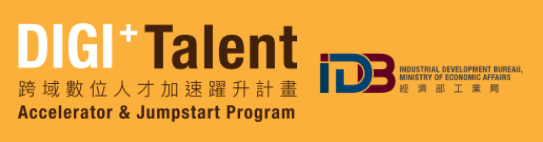 DIGI+Talent
跨域數位人才加速躍升計畫
Accelerator & Jumpstart Program
IDB
INDUSTRIAL DEVELOPMENT BUREAU,
MINISTRY OF ECONOMIC AFFAIRS
經濟部工業局